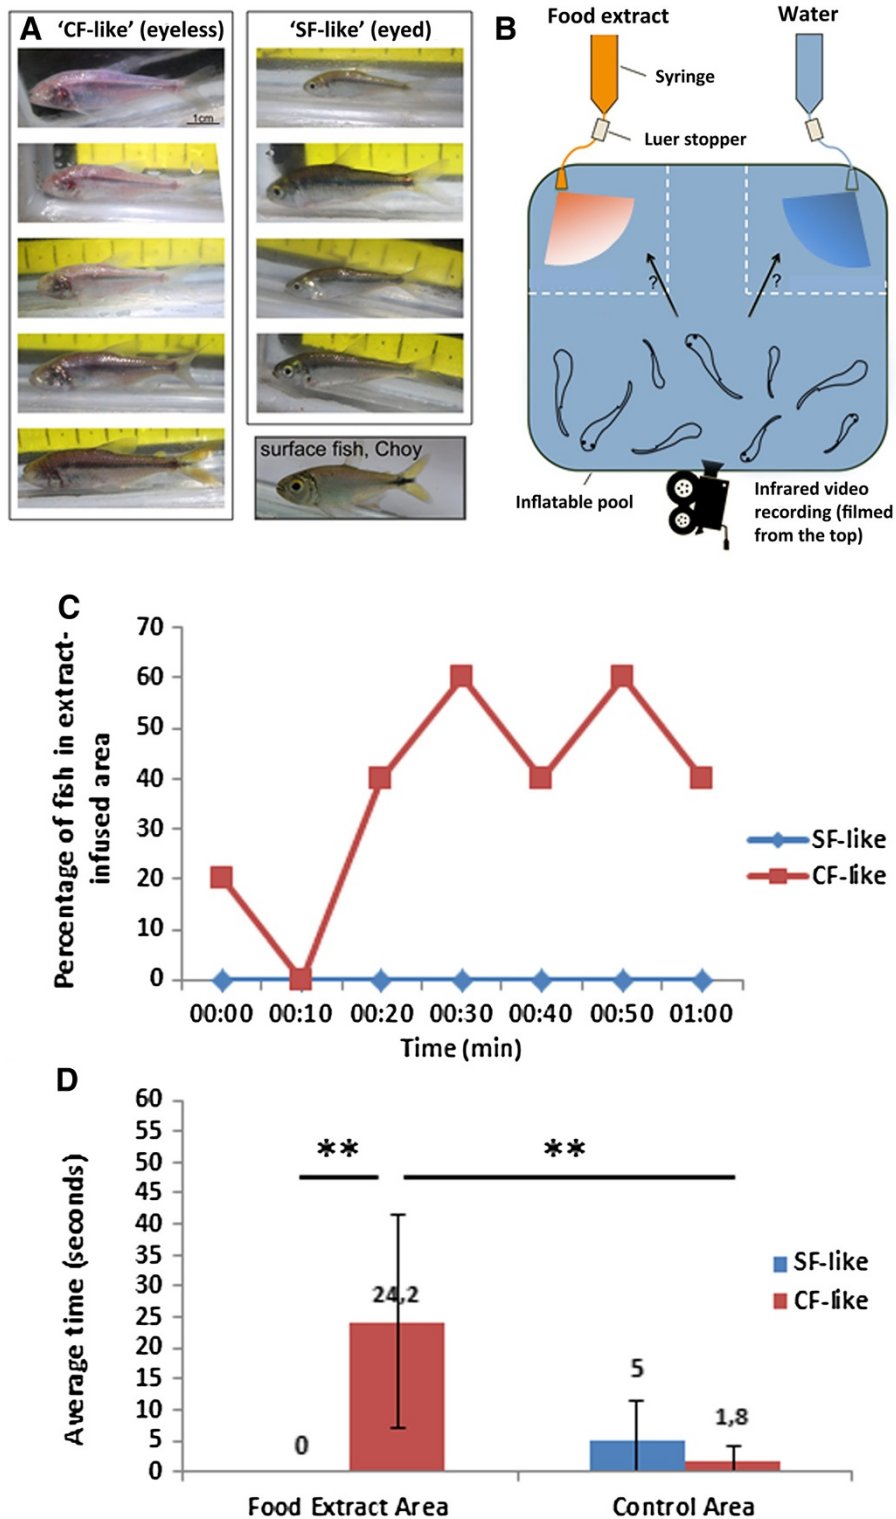 A
'CF-like' (eyeless)
1cm
'SF-like' (eyed)
surface fish, Choy
B
Food extract
Water
Syringe
Luer stopper
?
?
Inflatable pool
Infrared video
recording (filmed
from the top)
C
Percentage of fish in extract-
infused area
70
60
50
40
30
20
10
0
00:00 00:10 00:20 00:30 00:40 00:50 01:00
Time (min)
SF-like
CF-like
D
Average time (seconds)
60
55
50
45
40
35
30
25
20
15
10
5
0
**
**
0
24,2
5
1,8
Food Extract Area
Control Area
SF-like
CF-like